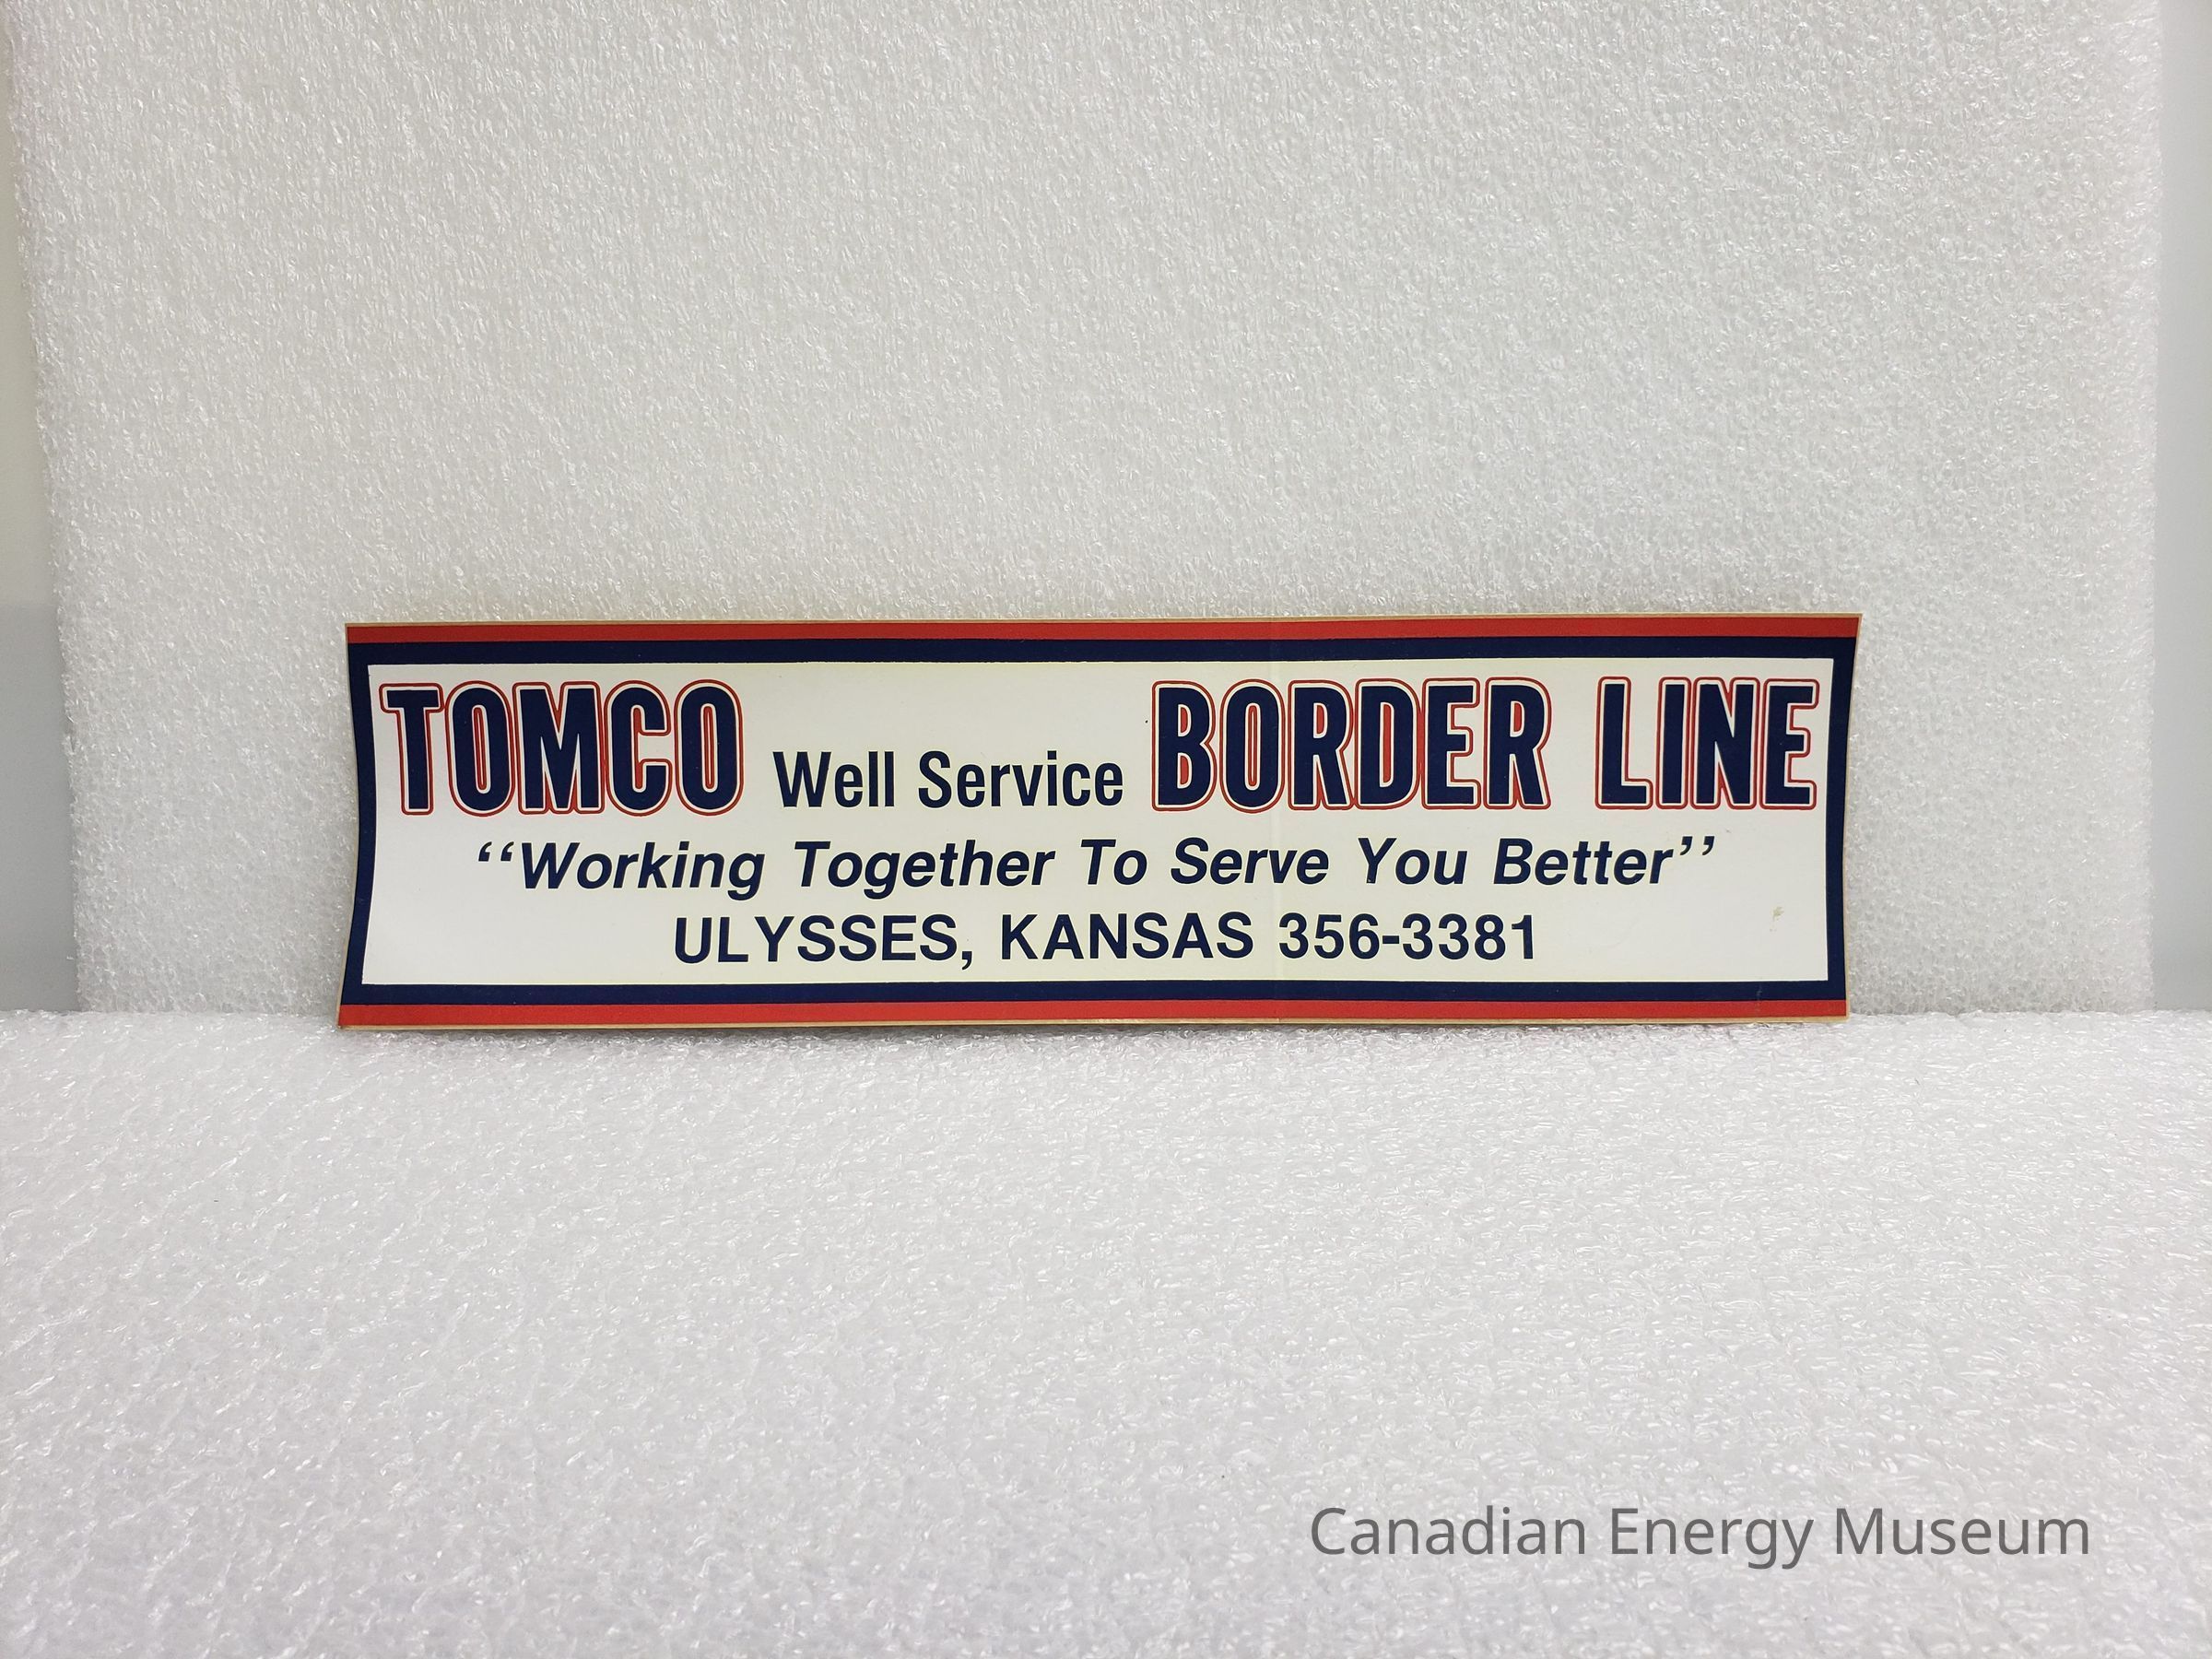 TOMCO Well Service BORDER LINE
‘‘Working Together To Serve You Better’’
ULYSSES, KANSAS 356-3381
Canadian Energy Museum